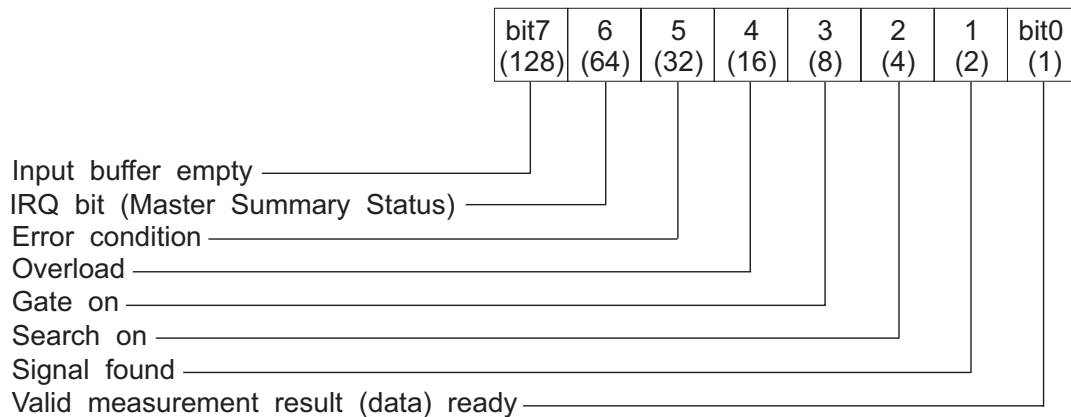 bit7 6 5 4 3 2 1 bit0
(128) (64) (32) (16) (8) (4) (2) (1)
Input buffer empty
IRQ bit (Master Summary Status)
Error condition
Overload
Gate on
Search on
Signal found
Valid measurement result (data) ready